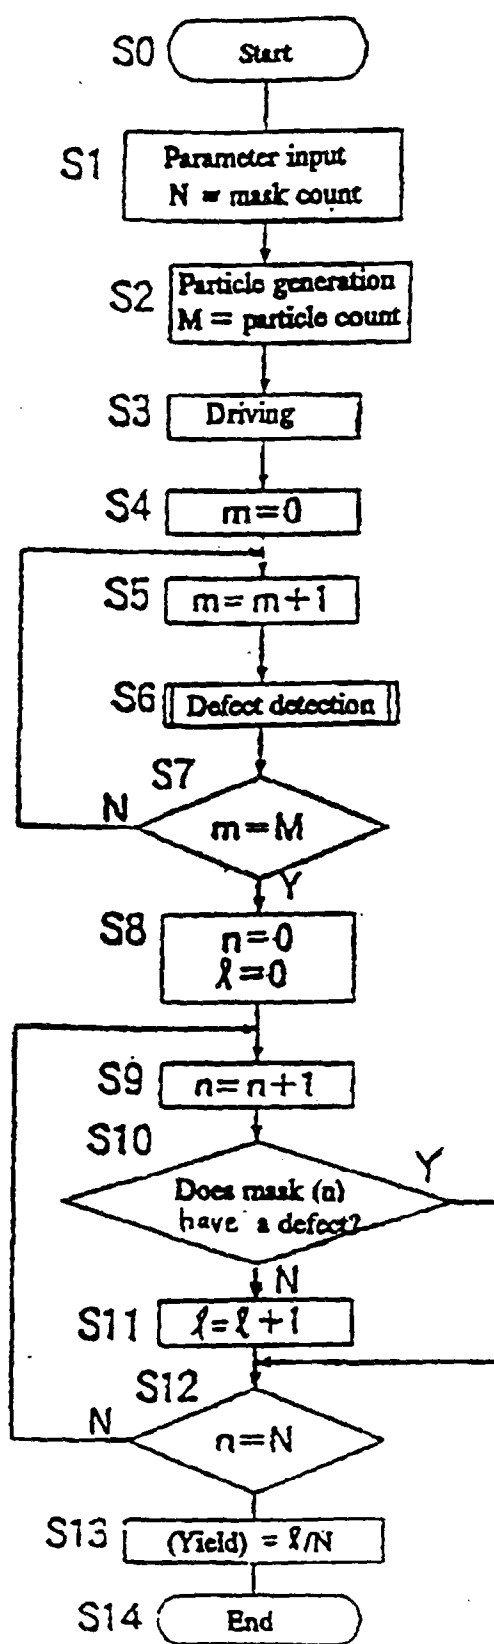 S0 Start
S1 Parameter input
N = mask count
S2 Particle generation
M = particle count
S3 Driving
S4 m=0
S5 m=m+1
S6 Defect detection
S7
N m=M
Y
S8 n=0
ℓ=0
S9 n=n+1
S10 Y
Does mask (n)
have a defect?
N
S11 ℓ=ℓ+1
S12
N n=N
S13 (Yield) = ℓ/N
S14 End